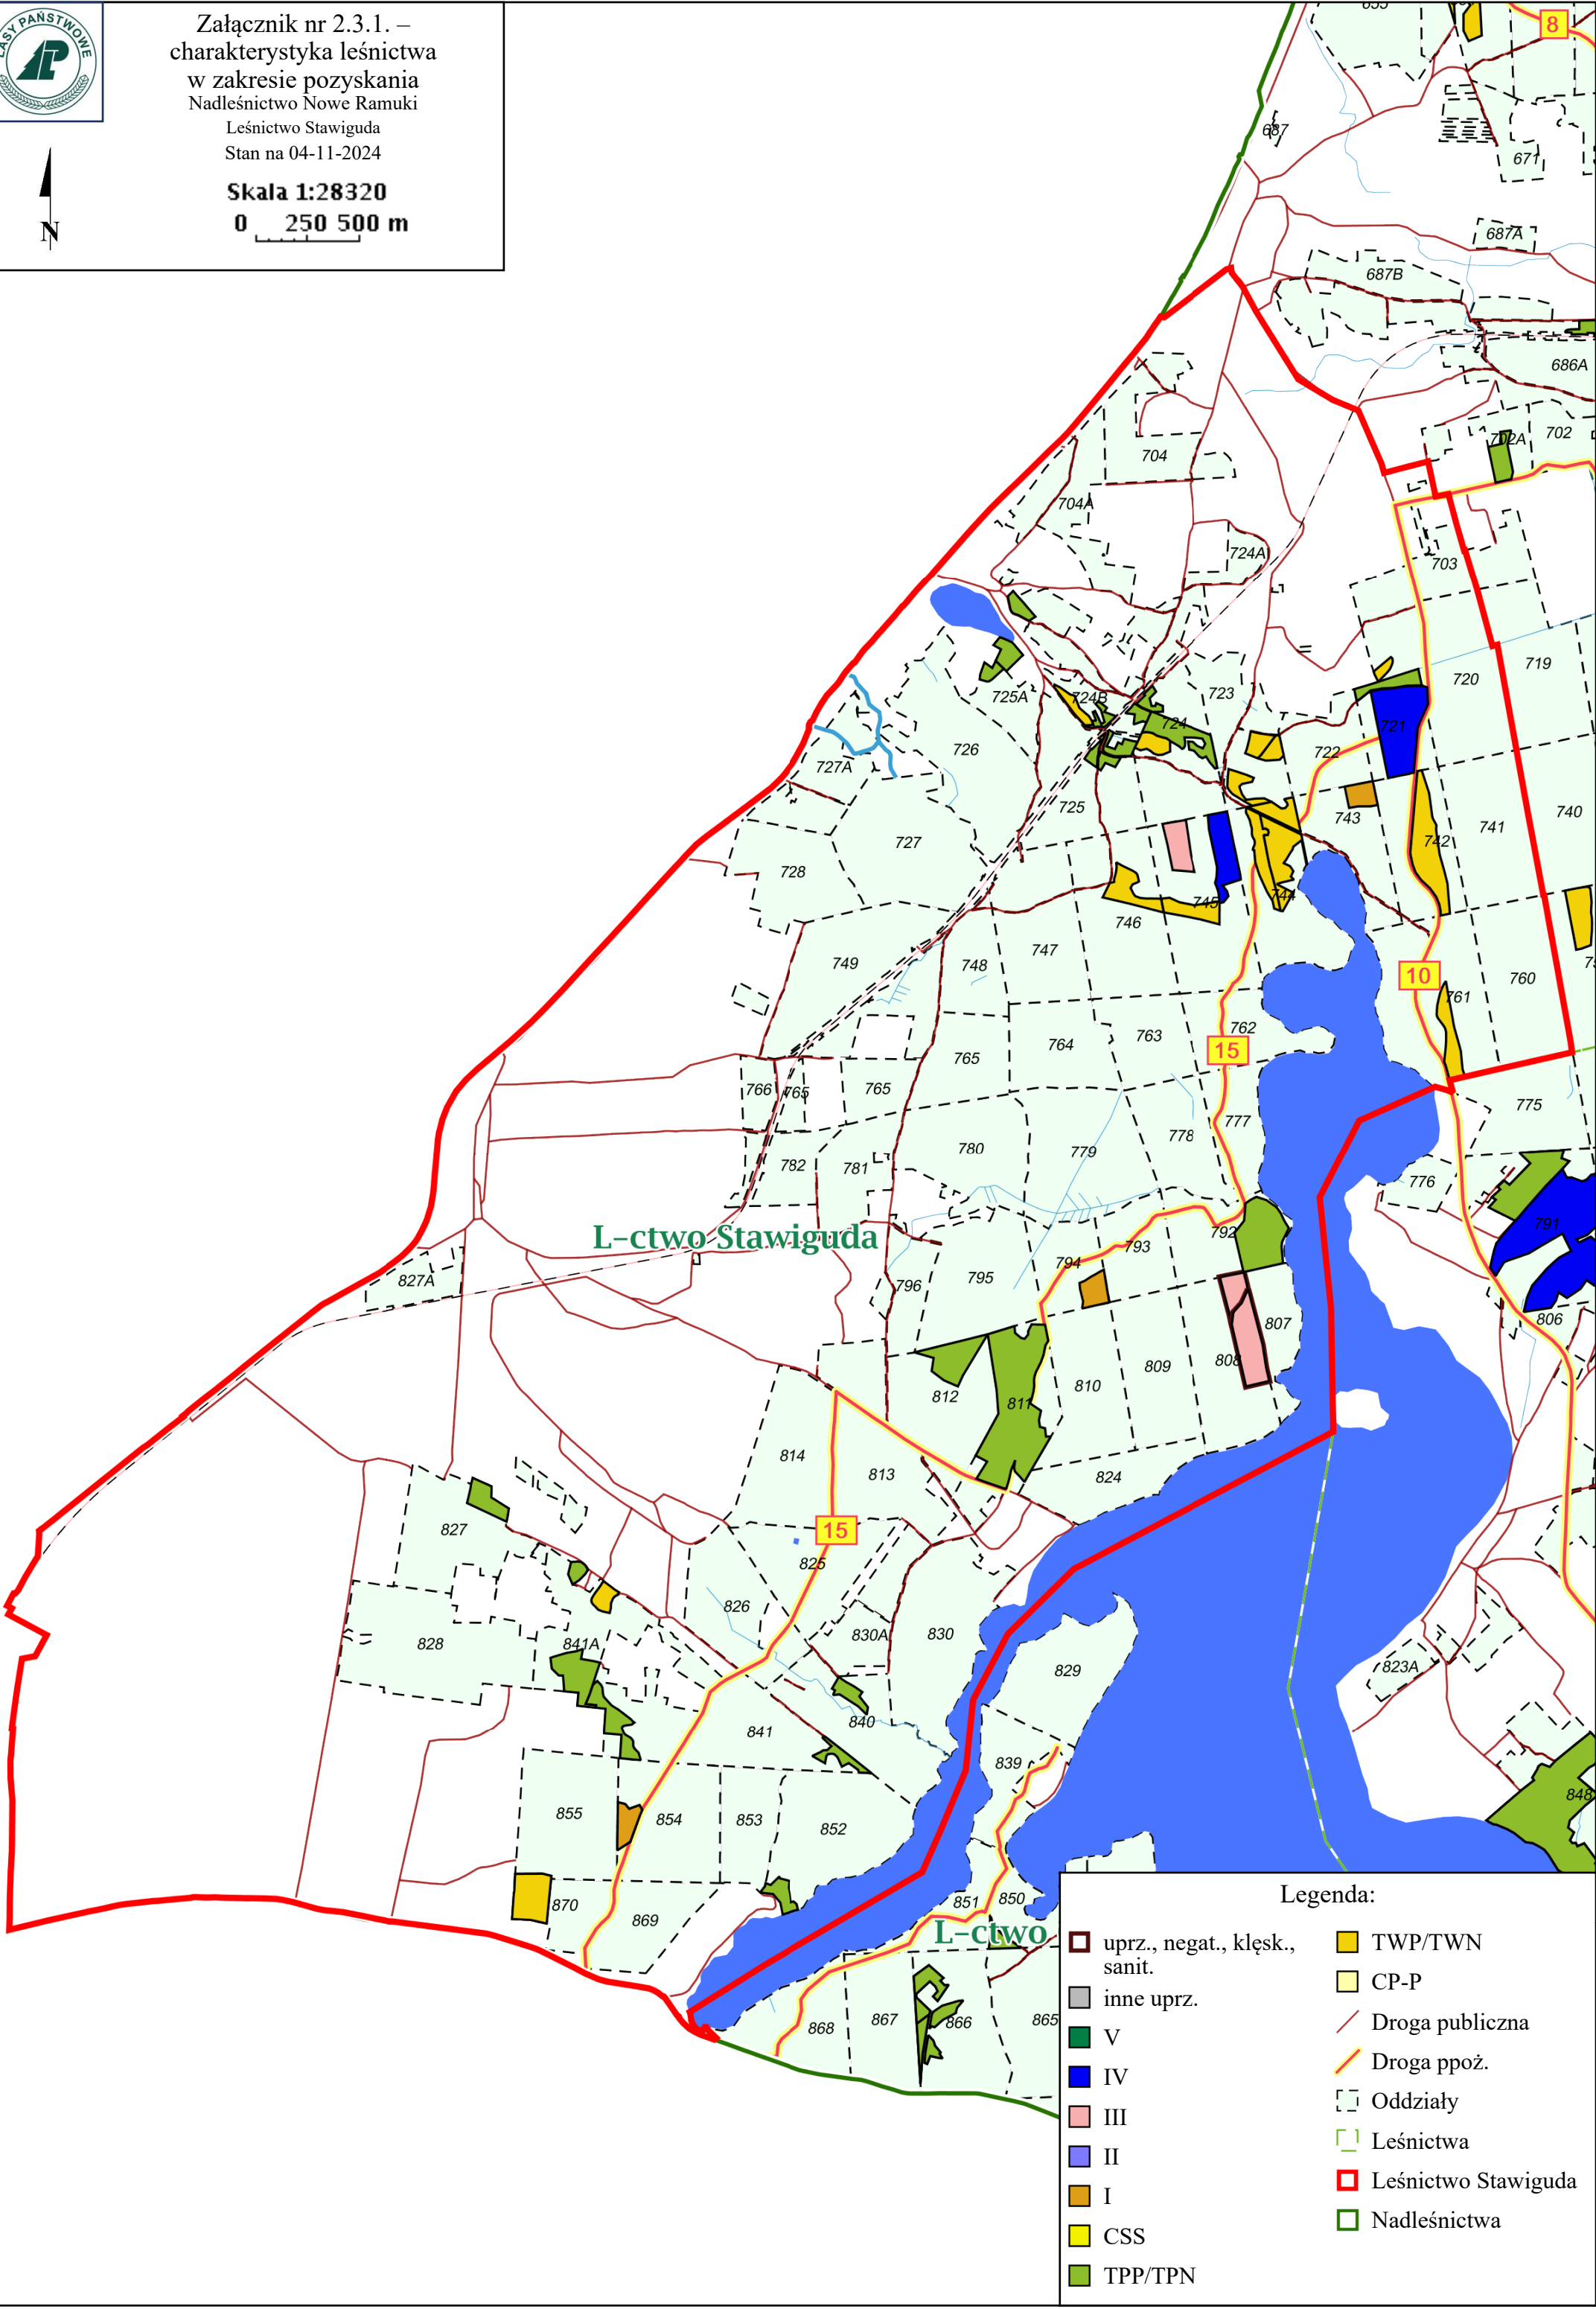 LASY PAŃSTWOWE
Załącznik nr 2.3.1. –
charakterystyka leśnictwa
w zakresie pozyskania
Nadleśnictwo Nowe Ramuki
Leśnictwo Stawiguda
Stan na 04-11-2024
Skala 1:28320
0 250 500 m
N
8
687
671
687A
687B
686A
702A
702
704
704A
724A
703
719
720
723
725A
724B
724
721
726
722
727A
725
743
740
741
727
742
728
745
744
746
747
749
748
10
760
761
762
763
764
15
765
766
765
765
775
777
778
779
780
782
781
776
791
792
L-ctwo Stawiguda
793
794
795
796
827A
806
807
808
809
810
811
812
814
813
824
15
827
825
826
828
841A
830A
830
829
823A
840
841
839
848
855
854
853
852
870
869
851
850
L-ctwo
868
867
866
865
Legenda:
uprz., negat., klęsk.,
sanit.
inne uprz.
V
IV
III
II
I
CSS
TPP/TPN
TWP/TWN
CP-P
Droga publiczna
Droga ppoż.
Oddziały
Leśnictwa
Leśnictwo Stawiguda
Nadleśnictwa